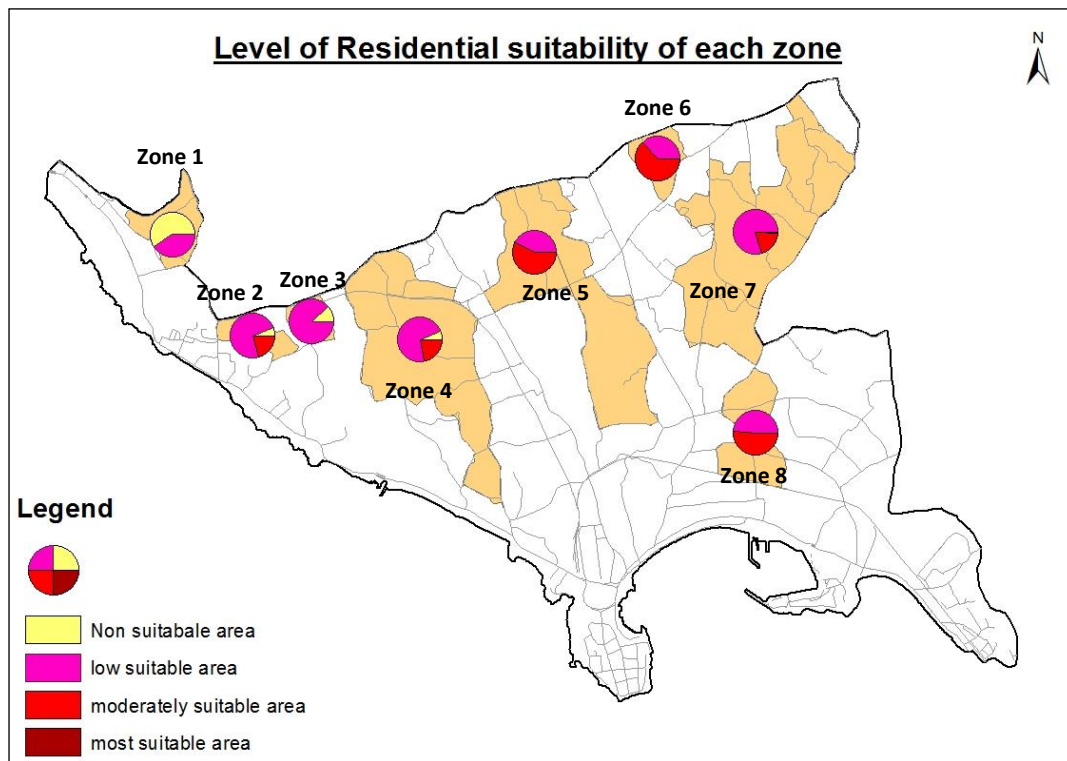 Level of Residential suitability of each zone
N
Zone 6
Zone 1
Zone 2
Zone 3
Zone 5
Zone 7
Zone 4
Zone 8
Legend
Non suitabale area
low suitable area
moderately suitable area
most suitable area